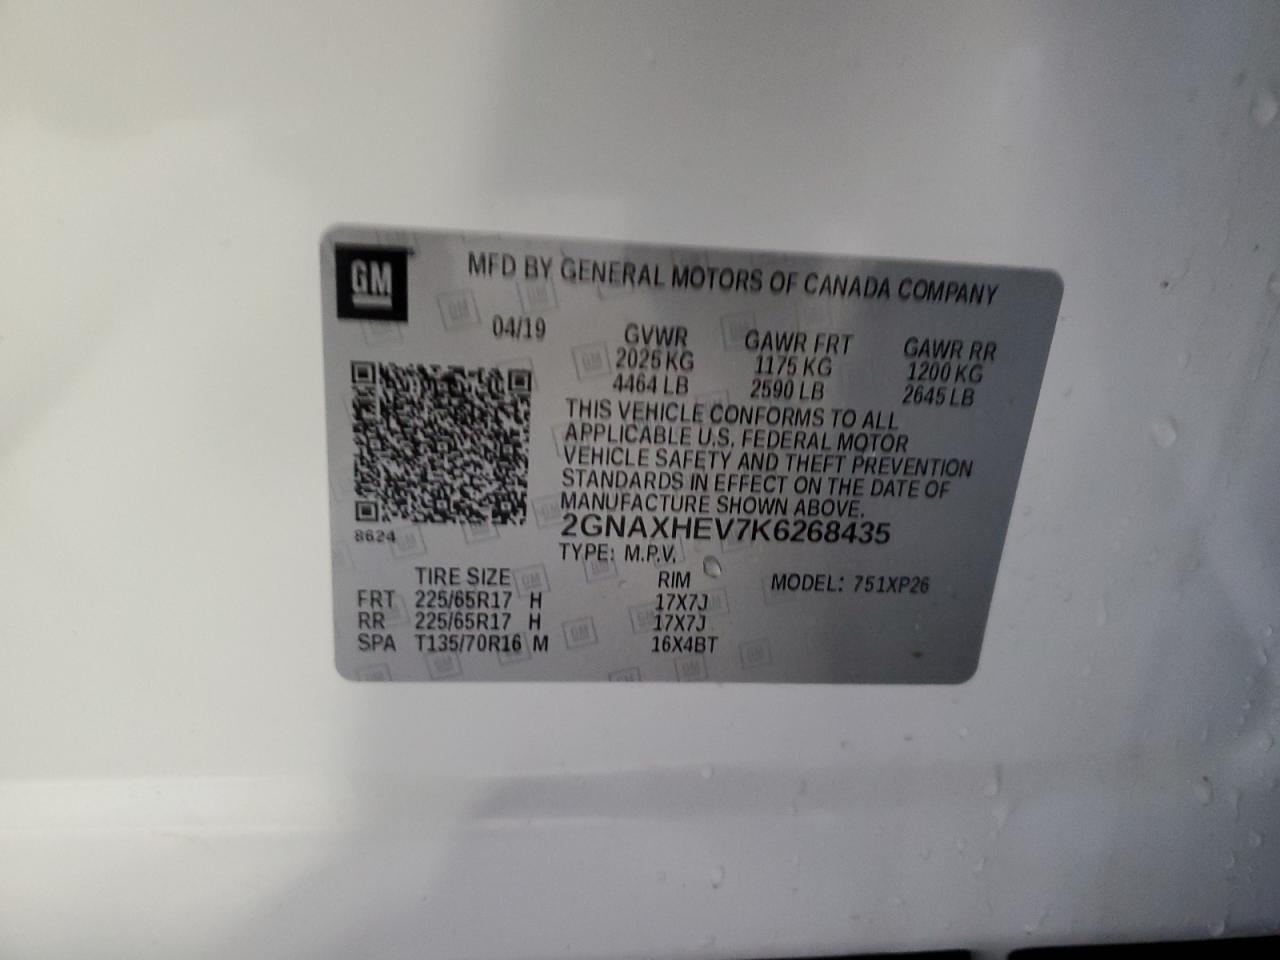 GM
MFD BY GENERAL MOTORS OF CANADA COMPANY
04/19
GVWR GAWR FRT GAWR RR
2025 KG 1175 KG 1200 KG
4464 LB 2590 LB 2645 LB
THIS VEHICLE CONFORMS TO ALL
APPLICABLE U.S. FEDERAL MOTOR
VEHICLE SAFETY AND THEFT PREVENTION
STANDARDS IN EFFECT ON THE DATE OF
MANUFACTURE SHOWN ABOVE.
2GNAXHEV7K6268435
8624
TYPE: M.P.V.
TIRE SIZE RIM MODEL: 751XP26
FRT 225/65R17 H 17X7J
RR 225/65R17 H 17X7J
SPA T135/70R16 M 16X4BT